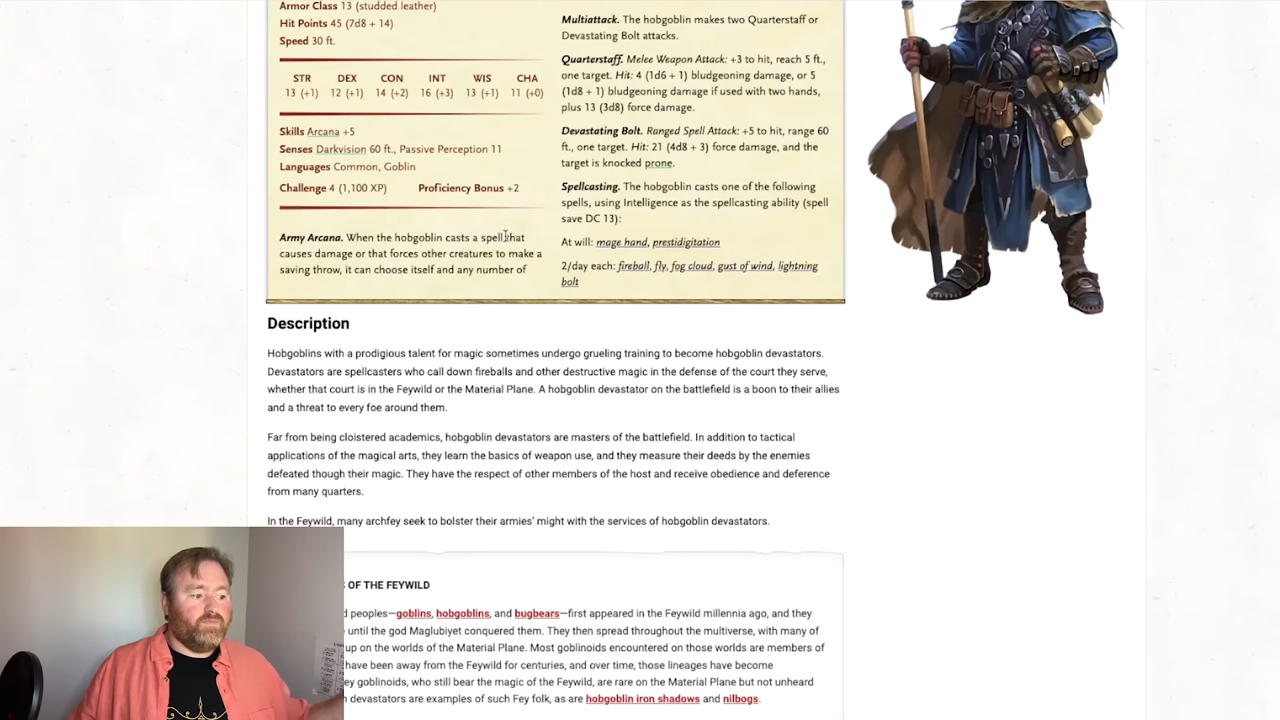 Armor Class 13 (studded leather)
Hit Points 45 (7d8 + 14)
Speed 30 ft.
STR DEX CON INT WIS CHA
13 (+1) 12 (+1) 14 (+2) 16 (+3) 13 (+1) 11 (+0)
Skills Arcana +5
Senses Darkvision 60 ft., Passive Perception 11
Languages Common, Goblin
Challenge 4 (1,100 XP) Proficiency Bonus +2
Army Arcana. When the hobgoblin casts a spell that
causes damage or that forces other creatures to make a
saving throw, it can choose itself and any number of
Multiattack. The hobgoblin makes two Quarterstaff or
Devastating Bolt attacks.
Quarterstaff. Melee Weapon Attack: +3 to hit, reach 5 ft.,
one target. Hit: 4 (1d6 + 1) bludgeoning damage, or 5
(1d8 + 1) bludgeoning damage if used with two hands,
plus 13 (3d8) force damage.
Devastating Bolt. Ranged Spell Attack: +5 to hit, range 60
ft., one target. Hit: 21 (4d8 + 3) force damage, and the
target is knocked prone.
Spellcasting. The hobgoblin casts one of the following
spells, using Intelligence as the spellcasting ability (spell
save DC 13):
At will: mage hand, prestidigitation
2/day each: fireball, fly, fog cloud, gust of wind, lightning
bolt
Description
Hobgoblins with a prodigious talent for magic sometimes undergo grueling training to become hobgoblin devastators.
Devastators are spellcasters who call down fireballs and other destructive magic in the defense of the court they serve,
whether that court is in the Feywild or the Material Plane. A hobgoblin devastator on the battlefield is a boon to their allies
and a threat to every foe around them.
Far from being cloistered academics, hobgoblin devastators are masters of the battlefield. In addition to tactical
applications of the magical arts, they learn the basics of weapon use, and they measure their deeds by the enemies
defeated though their magic. They have the respect of other members of the host and receive obedience and deference
from many quarters.
In the Feywild, many archfey seek to bolster their armies' might with the services of hobgoblin devastators.
S OF THE FEYWILD
d peoples—goblins, hobgoblins, and bugbears—first appeared in the Feywild millennia ago, and they
until the god Maglubiyet conquered them. They then spread throughout the multiverse, with many of
up on the worlds of the Material Plane. Most goblinoids encountered on those worlds are members of
have been away from the Feywild for centuries, and over time, those lineages have become
ey goblinoids, who still bear the magic of the Feywild, are rare on the Material Plane but not unheard
n devastators are examples of such Fey folk, as are hobgoblin iron shadows and nilbogs.